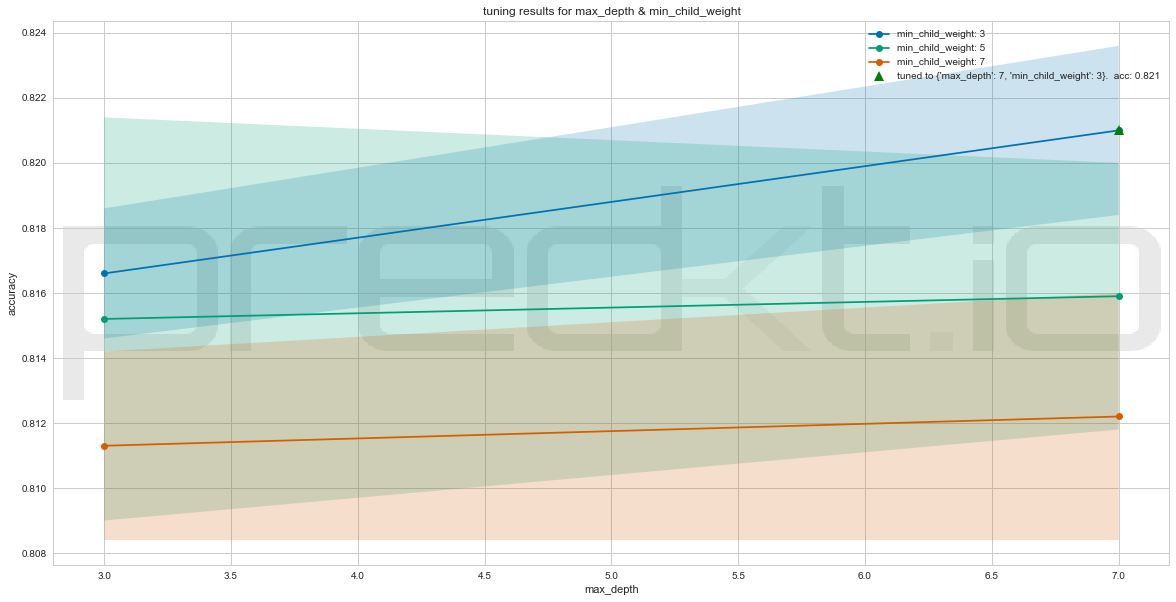 tuning results for max_depth & min_child_weight
min_child_weight: 3
min_child_weight: 5
min_child_weight: 7
tuned to {'max_depth': 7, 'min_child_weight': 3}.  acc: 0.821
0.824
0.822
0.820
0.818
0.816
0.814
0.812
0.810
0.808
accuracy
predkt.io
3.0 3.5 4.0 4.5 5.0 5.5 6.0 6.5 7.0
max_depth